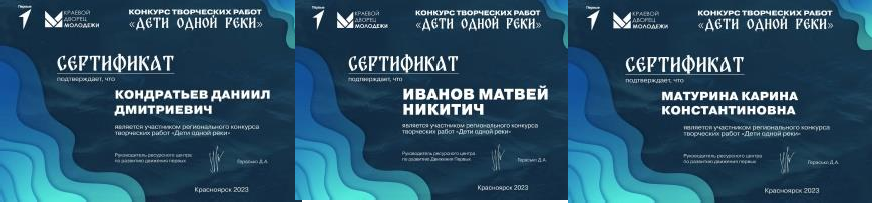 Первые
КРАЕВОЙ
ДВОРЕЦ
МОЛОДЕЖИ
КОНКУРС ТВОРЧЕСКИХ РАБОТ
«ДЕТИ ОДНОЙ РЕКИ»
СЕРТИФИКАТ
подтверждает, что
КОНДРАТЬЕВ ДАНИИЛ
ДМИТРИЕВИЧ
является участником регионального конкурса
творческих работ «Дети одной реки»
Руководитель ресурсного центра
по развитию движения первых
Герасько Д.А.
Красноярск 2023
Первые
КРАЕВОЙ
ДВОРЕЦ
МОЛОДЕЖИ
КОНКУРС ТВОРЧЕСКИХ РАБОТ
«ДЕТИ ОДНОЙ РЕКИ»
СЕРТИФИКАТ
подтверждает, что
ИВАНОВ МАТВЕЙ
НИКИТИЧ
является участником регионального конкурса
творческих работ «Дети одной реки»
Руководитель ресурсного центра
по развитию Движения Первых
Герасько Д.А.
Красноярск 2023
Первые
КРАЕВОЙ
ДВОРЕЦ
МОЛОДЕЖИ
КОНКУРС ТВОРЧЕСКИХ РАБОТ
«ДЕТИ ОДНОЙ РЕКИ»
СЕРТИФИКАТ
подтверждает, что
МАТУРИНА КАРИНА
КОНСТАНТИНОВНА
является участником регионального конкурса
творческих работ «Дети одной реки»
Руководитель ресурсного центра
по развитию движения первых
Герасько Д.А.
Красноярск 2023